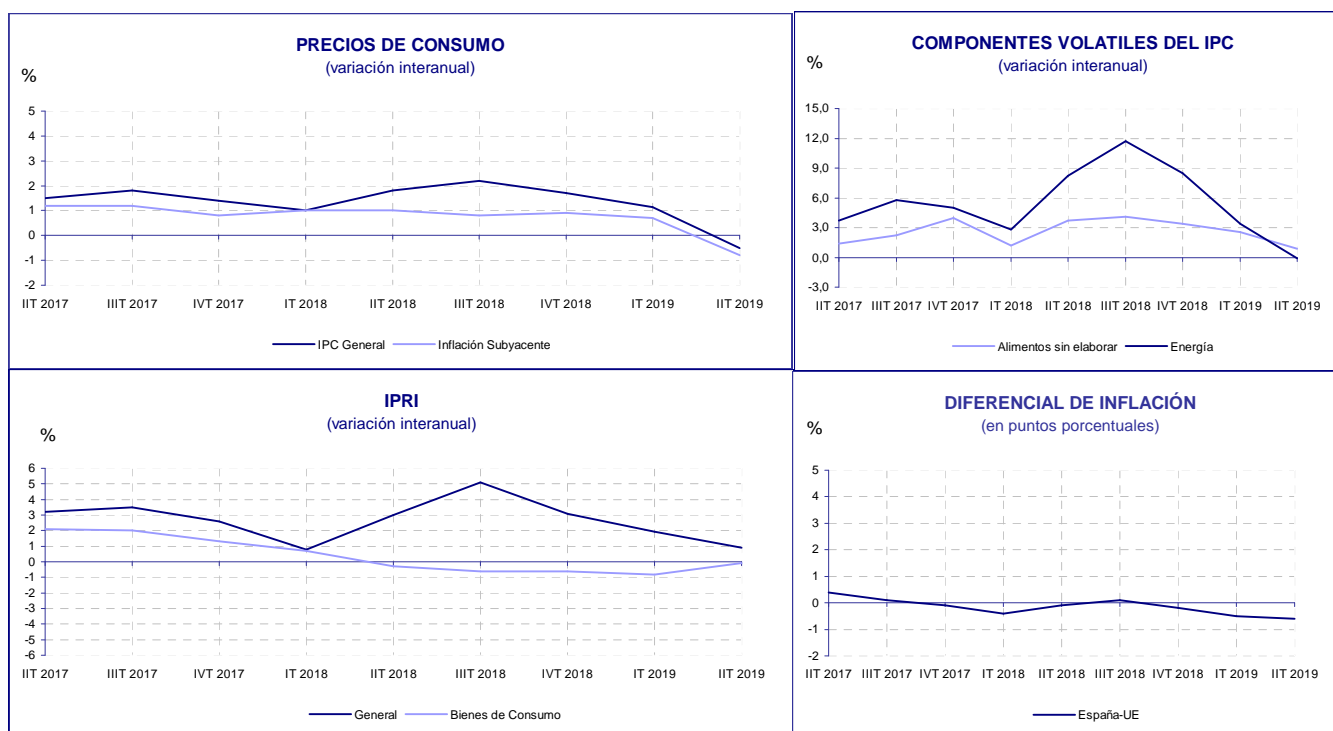 PRECIOS DE CONSUMO
(variación interanual)
%
5
4
3
2
1
0
-1
-2
IIT 2017 IIIT 2017 IVT 2017 IT 2018 IIT 2018 IIIT 2018 IVT 2018 IT 2019 IIT 2019
IPC General Inflación Subyacente
COMPONENTES VOLATILES DEL IPC
(variación interanual)
%
15,0
12,0
9,0
6,0
3,0
0,0
-3,0
IIT 2017 IIIT 2017 IVT 2017 IT 2018 IIT 2018 IIIT 2018 IVT 2018 IT 2019 IIT 2019
Alimentos sin elaborar Energía
IPRI
(variación interanual)
%
6
5
4
3
2
1
0
-1
-2
-3
-4
-5
-6
IIT 2017 IIIT 2017 IVT 2017 IT 2018 IIT 2018 IIIT 2018 IVT 2018 IT 2019 IIT 2019
General Bienes de Consumo
DIFERENCIAL DE INFLACIÓN
(en puntos porcentuales)
%
5
4
3
2
1
0
-1
-2
IIT 2017 IIIT 2017 IVT 2017 IT 2018 IIT 2018 IIIT 2018 IVT 2018 IT 2019 IIT 2019
España-UE